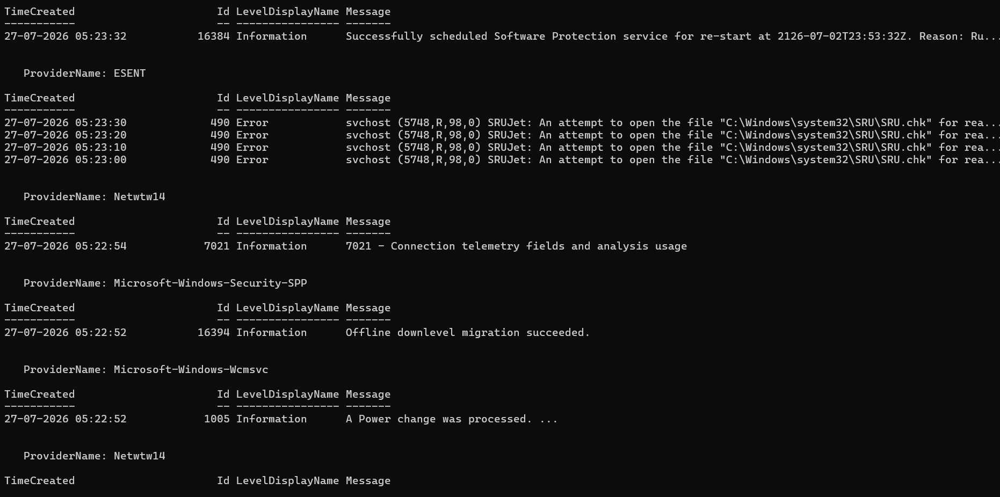 TimeCreated                      Id LevelDisplayName Message
-----------                      -- ---------------- -------
27-07-2026 05:23:32           16384 Information      Successfully scheduled Software Protection service for re-start at 2126-07-02T23:53:32Z. Reason: Ru...
   ProviderName: ESENT
TimeCreated                      Id LevelDisplayName Message
-----------                      -- ---------------- -------
27-07-2026 05:23:30             490 Error            svchost (5748,R,98,0) SRUJet: An attempt to open the file "C:\Windows\system32\SRU\SRU.chk" for rea...
27-07-2026 05:23:20             490 Error            svchost (5748,R,98,0) SRUJet: An attempt to open the file "C:\Windows\system32\SRU\SRU.chk" for rea...
27-07-2026 05:23:10             490 Error            svchost (5748,R,98,0) SRUJet: An attempt to open the file "C:\Windows\system32\SRU\SRU.chk" for rea...
27-07-2026 05:23:00             490 Error            svchost (5748,R,98,0) SRUJet: An attempt to open the file "C:\Windows\system32\SRU\SRU.chk" for rea...
   ProviderName: Netwtw14
TimeCreated                      Id LevelDisplayName Message
-----------                      -- ---------------- -------
27-07-2026 05:22:54            7021 Information      7021 - Connection telemetry fields and analysis usage
   ProviderName: Microsoft-Windows-Security-SPP
TimeCreated                      Id LevelDisplayName Message
-----------                      -- ---------------- -------
27-07-2026 05:22:52           16394 Information      Offline downlevel migration succeeded.
   ProviderName: Microsoft-Windows-Wcmsvc
TimeCreated                      Id LevelDisplayName Message
-----------                      -- ---------------- -------
27-07-2026 05:22:52            1005 Information      A Power change was processed. ...
   ProviderName: Netwtw14
TimeCreated                      Id LevelDisplayName Message